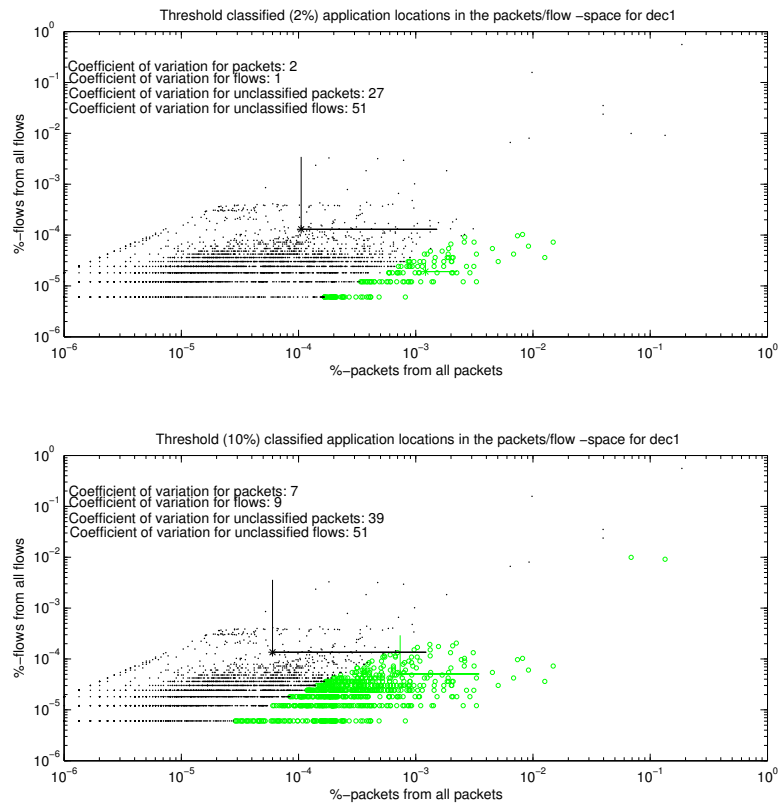 Threshold classified (2%) application locations in the packets/flow −space for dec1
10^0
10^−1
10^−2
10^−3
10^−4
10^−5
10^−6
%−flows from all flows
Coefficient of variation for packets: 2
Coefficient of variation for flows: 1
Coefficient of variation for unclassified packets: 27
Coefficient of variation for unclassified flows: 51
10^−6 10^−5 10^−4 10^−3 10^−2 10^−1 10^0
%−packets from all packets
Threshold (10%) classified application locations in the packets/flow −space for dec1
10^0
10^−1
10^−2
10^−3
10^−4
10^−5
10^−6
%−flows from all flows
Coefficient of variation for packets: 7
Coefficient of variation for flows: 9
Coefficient of variation for unclassified packets: 39
Coefficient of variation for unclassified flows: 51
10^−6 10^−5 10^−4 10^−3 10^−2 10^−1 10^0
%−packets from all packets